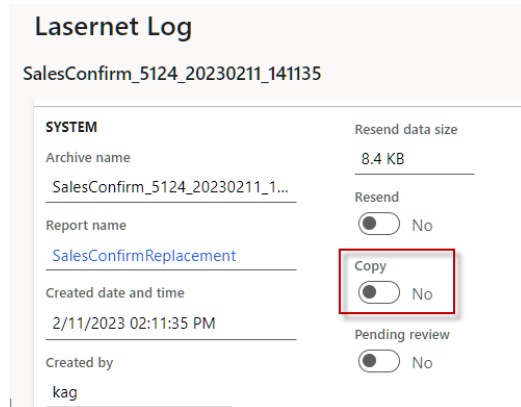 Lasernet Log
SalesConfirm_5124_20230211_141135
SYSTEM
Archive name
SalesConfirm_5124_20230211_1...
Report name
SalesConfirmReplacement
Created date and time
2/11/2023 02:11:35 PM
Created by
kag
Resend data size
8.4 KB
Resend
No
Copy
No
Pending review
No